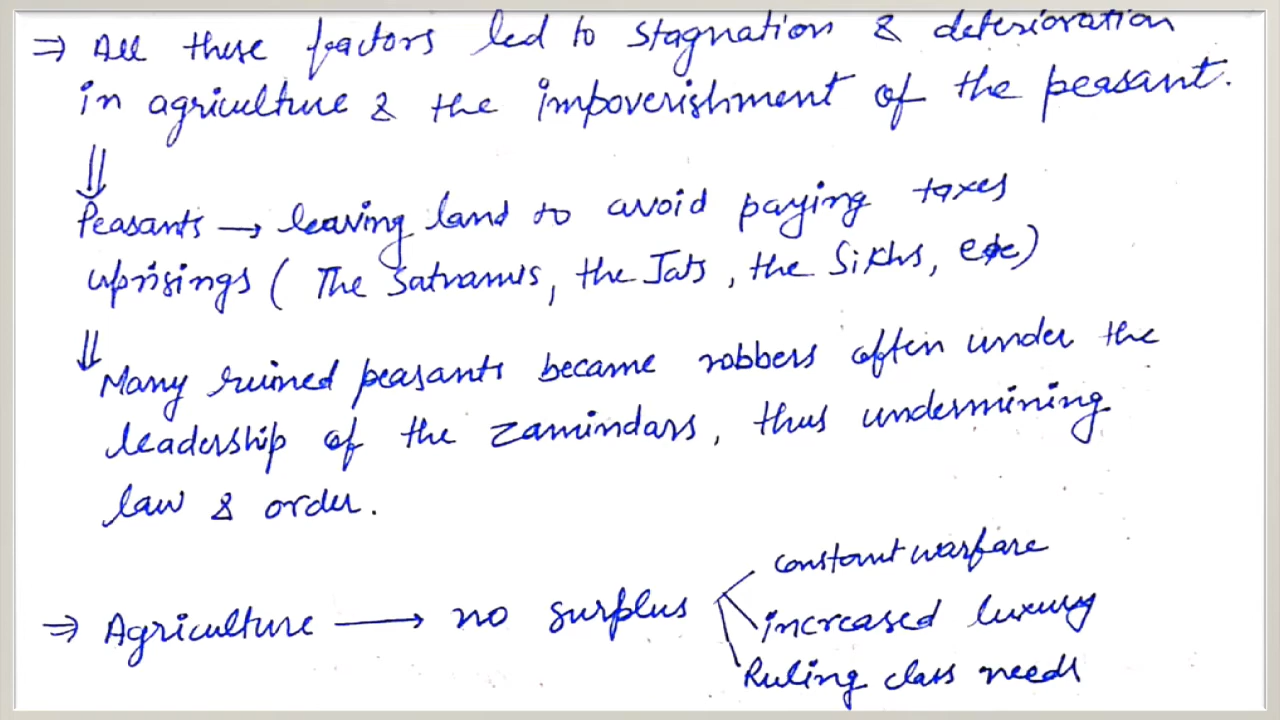 ⇒ All these factors led to stagnation & deterioration
in agriculture & the impoverishment of the peasant.
⇓
Peasants → leaving land to avoid paying taxes
uprisings ( The Satnamis, the Jats, the Sikhs, etc)
⇓
Many ruined peasants became robbers often under the
leadership of the zamindars, thus undermining
law & order.
⇒ Agriculture → no surplus
constant warfare
increased luxury
Ruling class needs